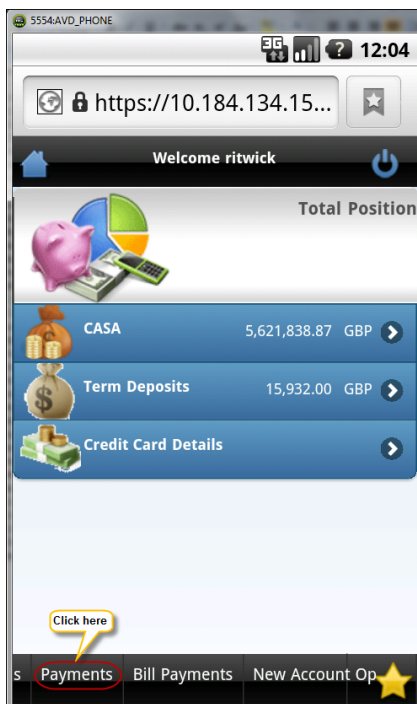 5554:AVD_PHONE
3G 12:04
https://10.184.134.15...
Welcome ritwick
Total Position
CASA 5,621,838.87 GBP
Term Deposits 15,932.00 GBP
$
Credit Card Details
Click here
s Payments Bill Payments New Account Op